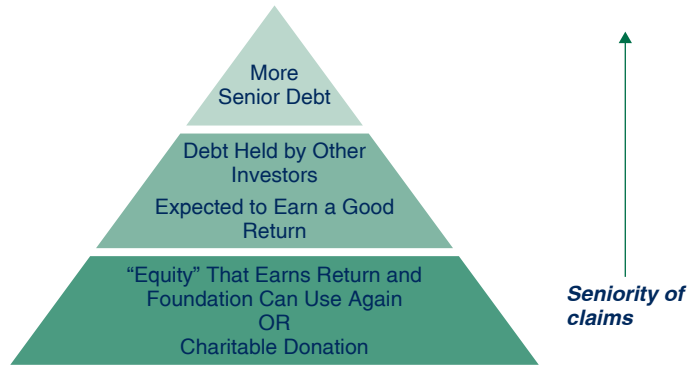 More
Senior Debt
Debt Held by Other
Investors
Expected to Earn a Good
Return
“Equity” That Earns Return and
Foundation Can Use Again
OR
Charitable Donation
Seniority of
claims